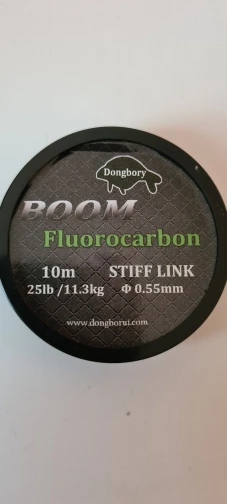 Dongbory
BOOM
Fluorocarbon
10m STIFF LINK
25lb /11.3kg Φ 0.55mm
www.dongborui.com